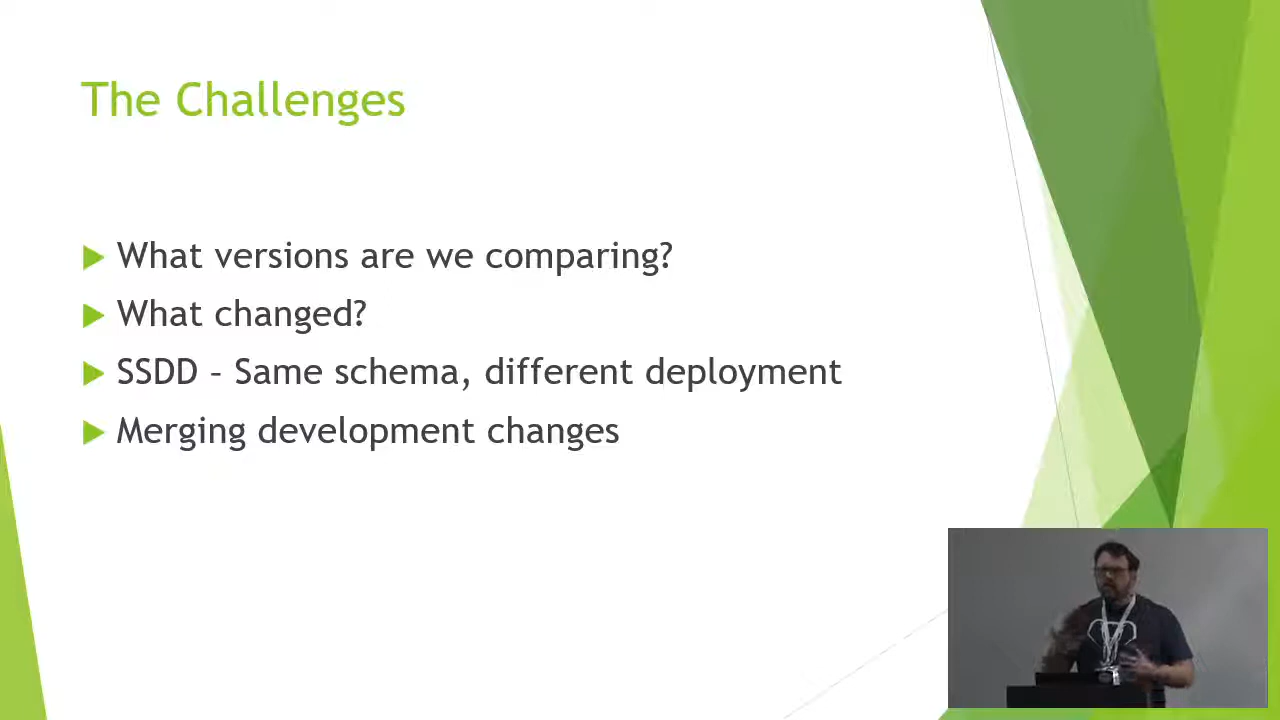 The Challenges
What versions are we comparing?
What changed?
SSDD – Same schema, different deployment
Merging development changes